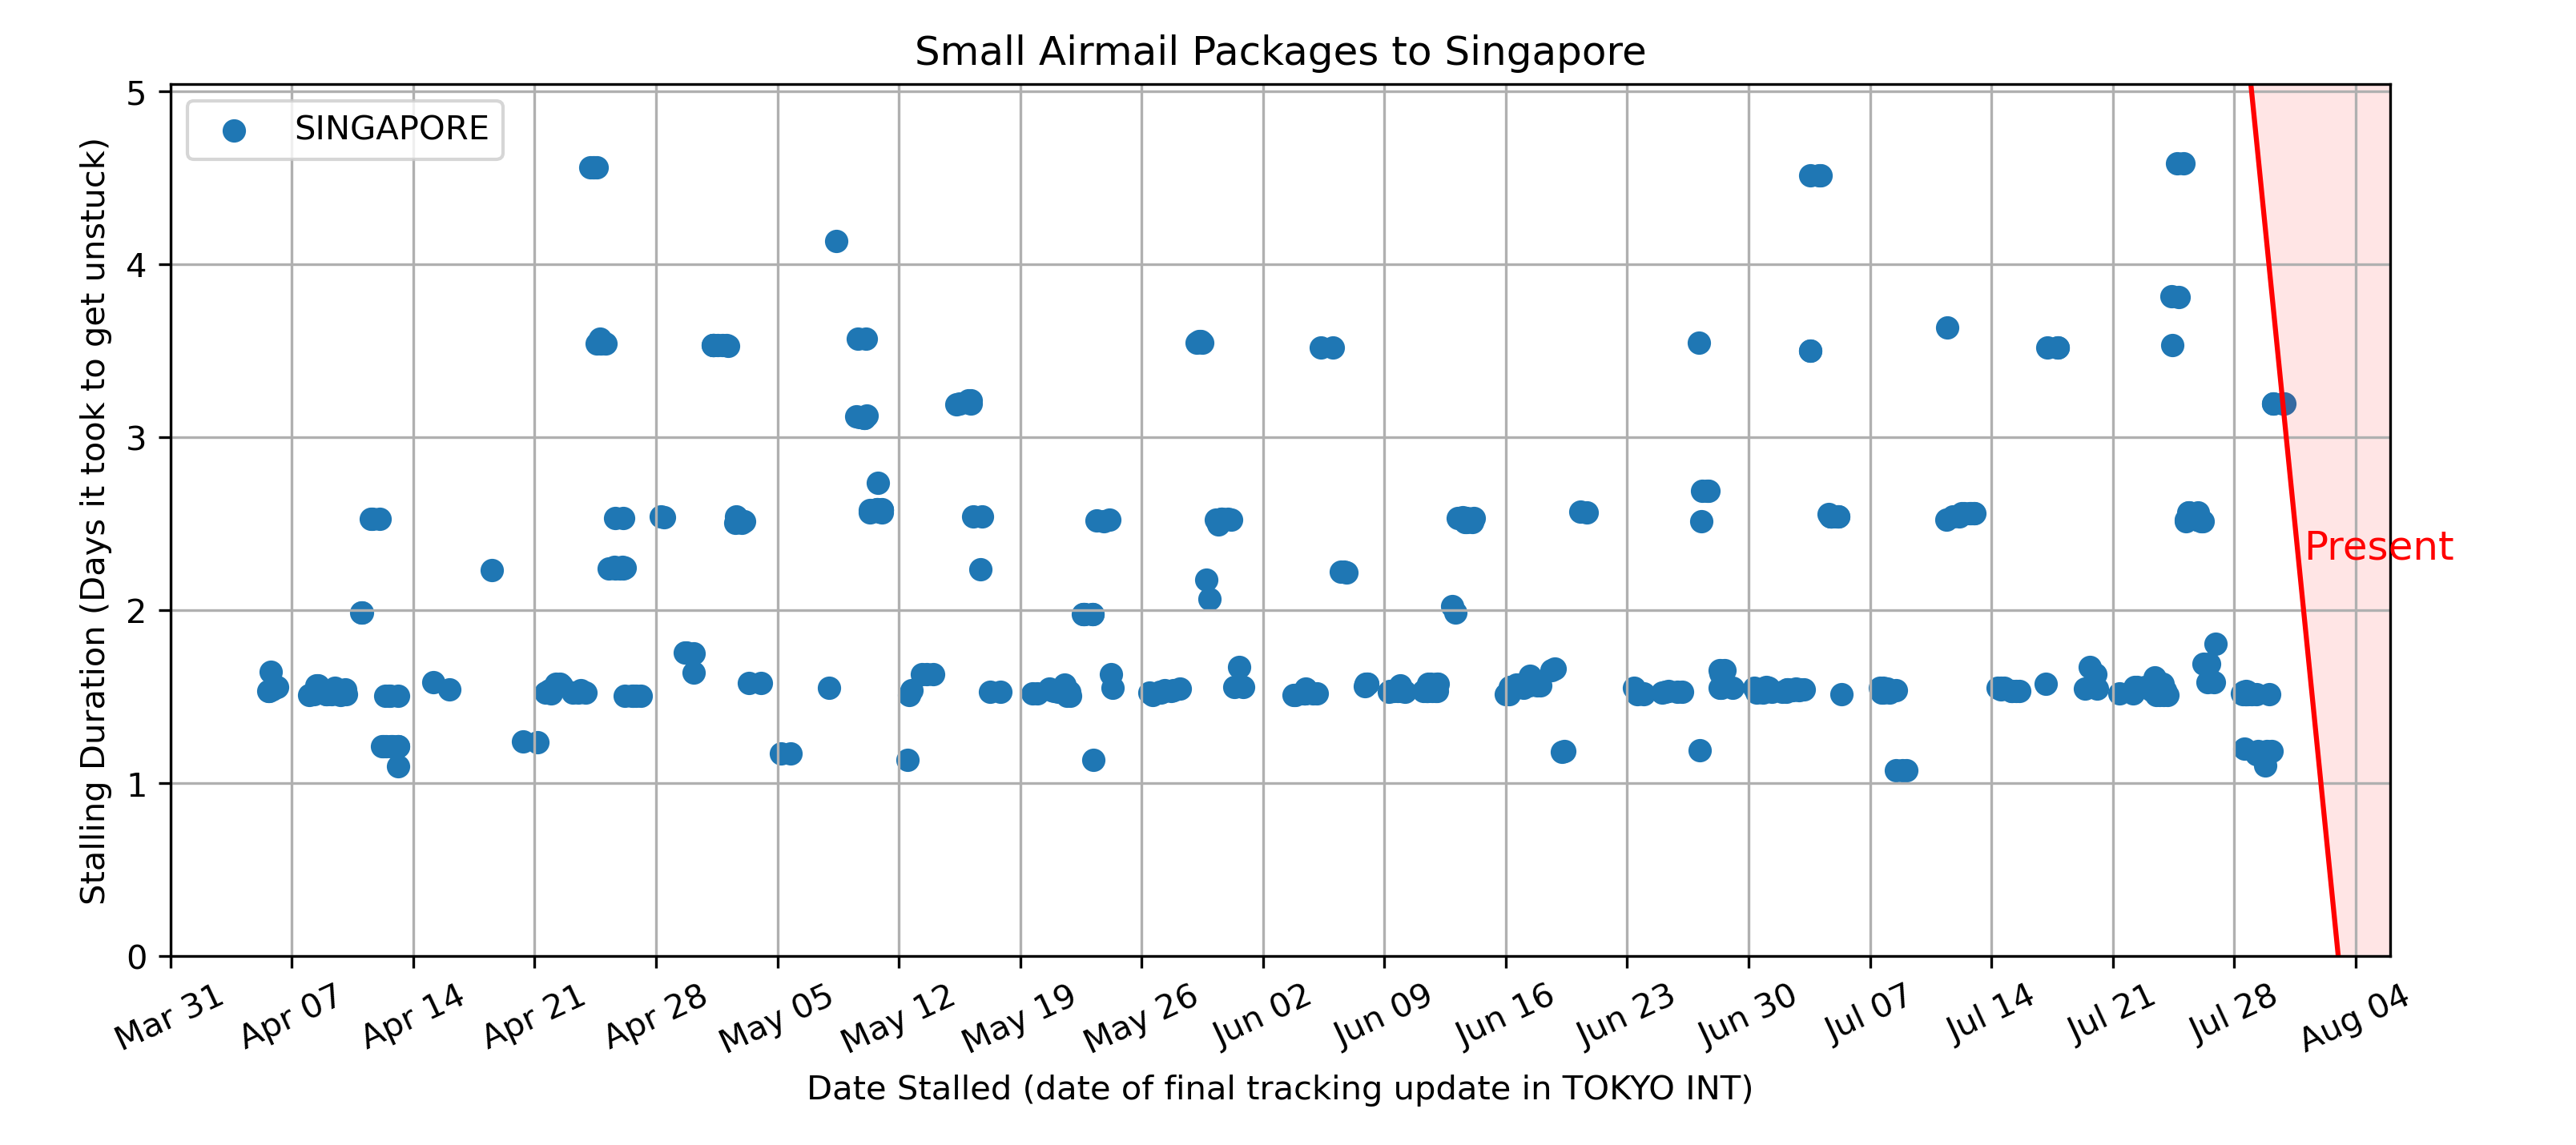 Small Airmail Packages to Singapore
SINGAPORE
Stalling Duration (Days it took to get unstuck)
5
4
3
2
1
0
Present
Mar 31
Apr 07
Apr 14
Apr 21
Apr 28
May 05
May 12
May 19
May 26
Jun 02
Jun 09
Jun 16
Jun 23
Jun 30
Jul 07
Jul 14
Jul 21
Jul 28
Aug 04
Date Stalled (date of final tracking update in TOKYO INT)